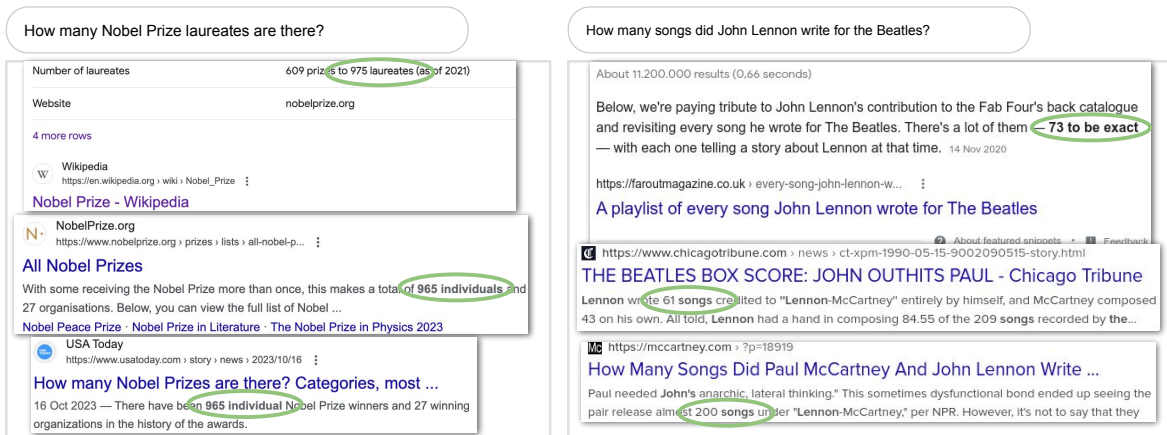 How many Nobel Prize laureates are there?
Number of laureates 609 prizes to 975 laureates (as of 2021)
Website nobelprize.org
4 more rows
W Wikipedia
https://en.wikipedia.org › wiki › Nobel_Prize
Nobel Prize - Wikipedia
N· NobelPrize.org
https://www.nobelprize.org › prizes › lists › all-nobel-p...
All Nobel Prizes
With some receiving the Nobel Prize more than once, this makes a total of 965 individuals and
27 organisations. Below, you can view the full list of Nobel ...
Nobel Peace Prize · Nobel Prize in Literature · The Nobel Prize in Physics 2023
USA Today
https://www.usatoday.com › story › news › 2023/10/16
How many Nobel Prizes are there? Categories, most ...
16 Oct 2023 — There have been 965 individual Nobel Prize winners and 27 winning
organizations in the history of the awards.
How many songs did John Lennon write for the Beatles?
About 11.200.000 results (0,66 seconds)
Below, we're paying tribute to John Lennon's contribution to the Fab Four's back catalogue
and revisiting every song he wrote for The Beatles. There's a lot of them — 73 to be exact
— with each one telling a story about Lennon at that time. 14 Nov 2020
https://faroutmagazine.co.uk › every-song-john-lennon-w...
A playlist of every song John Lennon wrote for The Beatles
About featured snippets · Feedback
https://www.chicagotribune.com › news › ct-xpm-1990-05-15-9002090515-story.html
THE BEATLES BOX SCORE: JOHN OUTHITS PAUL - Chicago Tribune
Lennon wrote 61 songs credited to "Lennon-McCartney" entirely by himself, and McCartney composed
43 on his own. All told, Lennon had a hand in composing 84.55 of the 209 songs recorded by the...
Mc https://mccartney.com › ?p=18919
How Many Songs Did Paul McCartney And John Lennon Write ...
Paul needed John's anarchic, lateral thinking." This sometimes dysfunctional bond ended up seeing the
pair release almost 200 songs under "Lennon-McCartney," per NPR. However, it's not to say that they